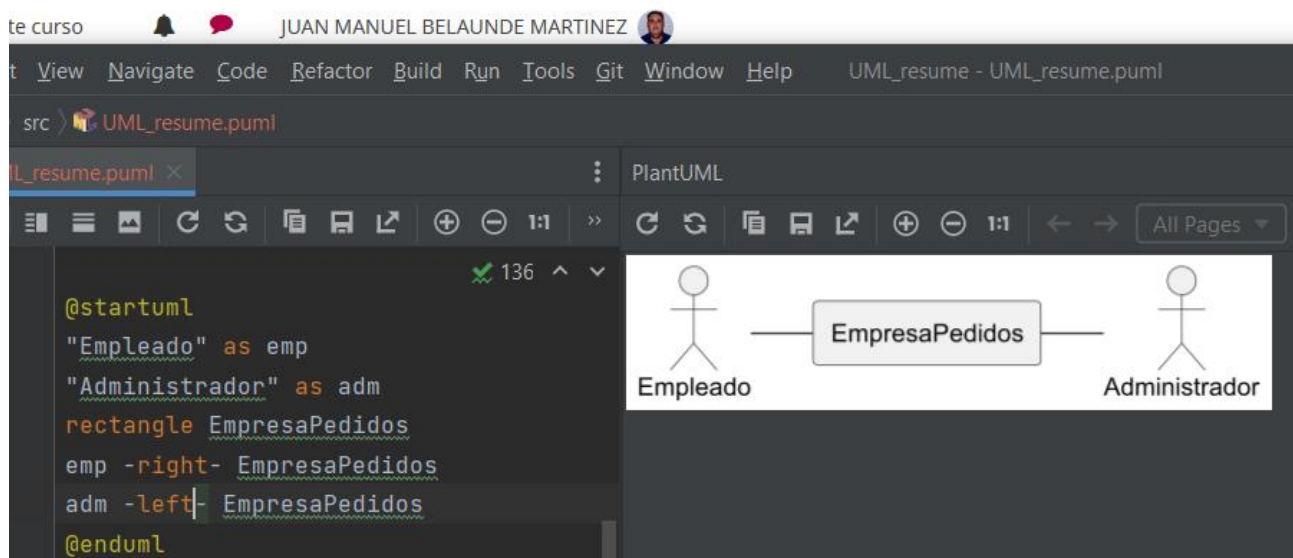 te curso JUAN MANUEL BELAUNDE MARTINEZ
t View Navigate Code Refactor Build Run Tools Git Window Help UML_resume - UML_resume.puml
src UML_resume.puml
L_resume.puml PlantUML
1:1 1:1 All Pages
136
@startuml
"Empleado" as emp
"Administrador" as adm
rectangle EmpresaPedidos
emp -right- EmpresaPedidos
adm -left- EmpresaPedidos
@enduml
EmpresaPedidos
Empleado Administrador